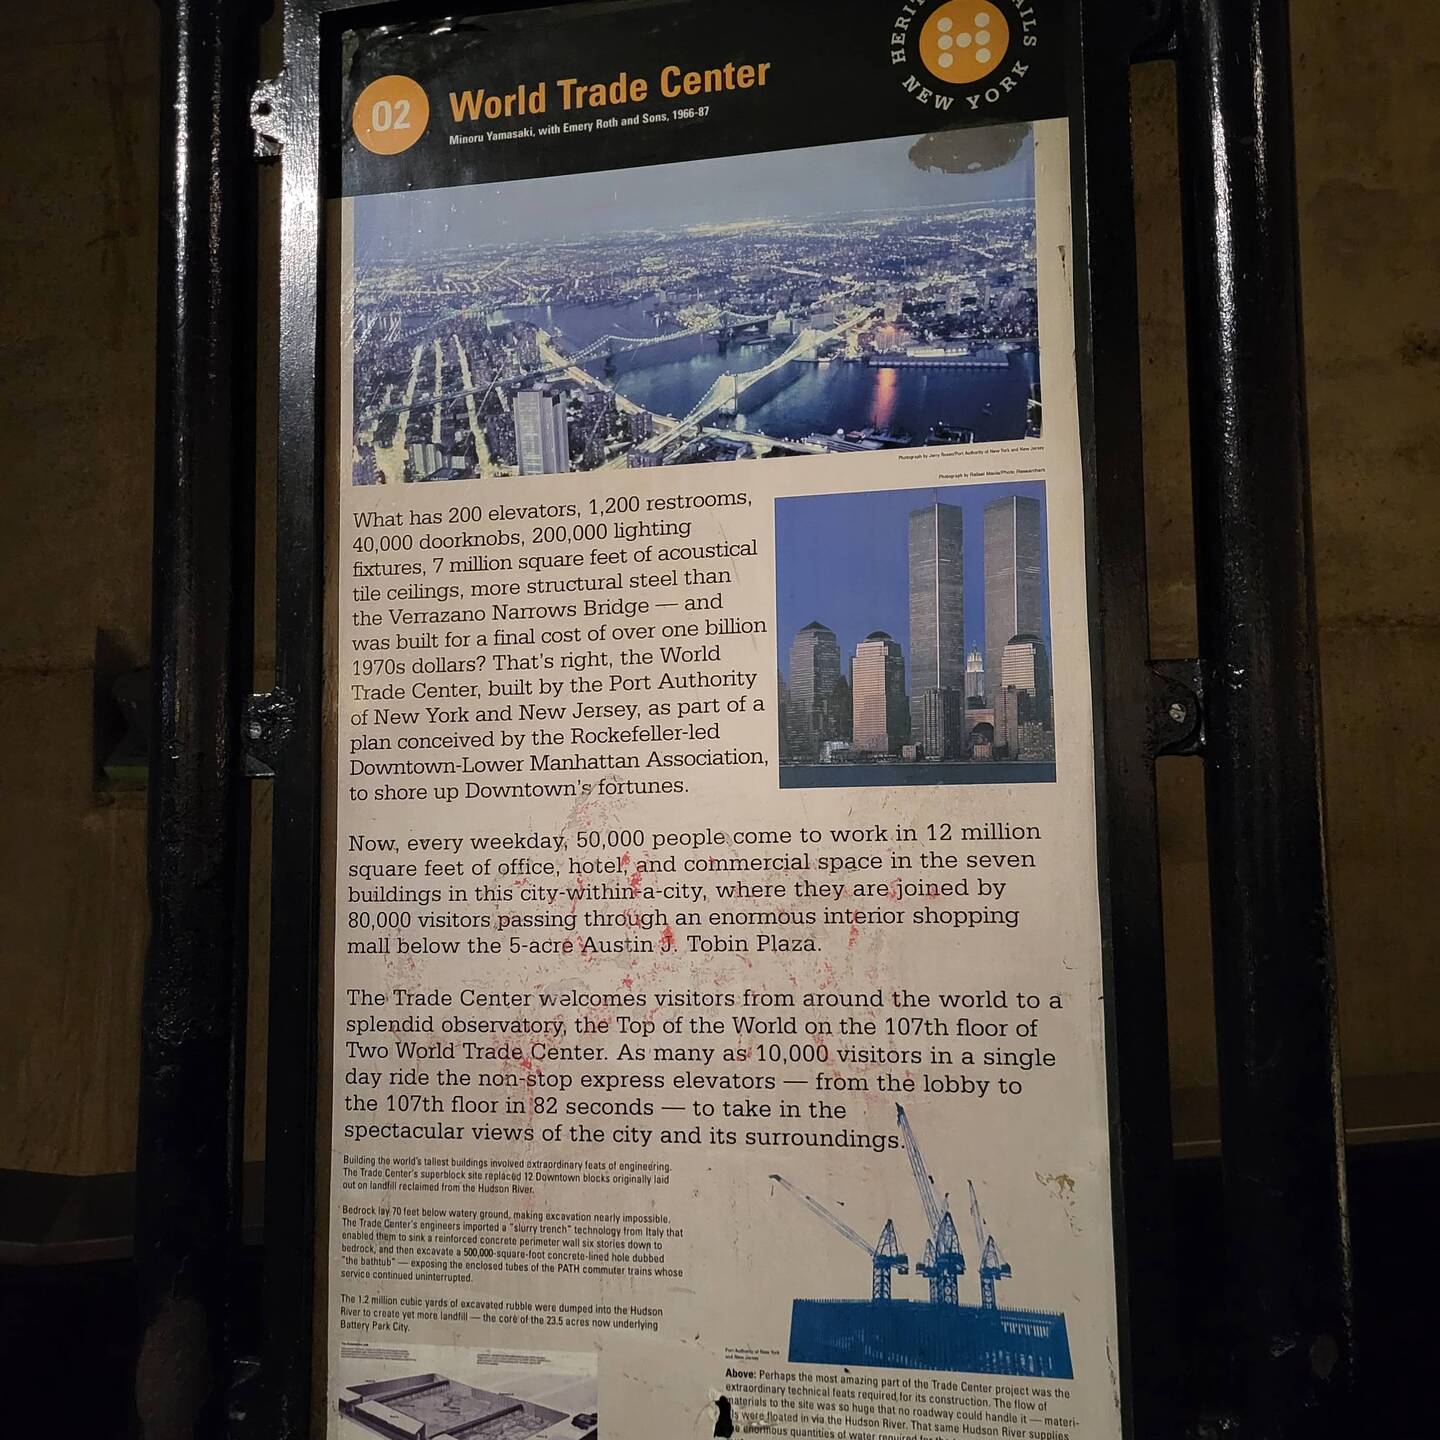 02
World Trade Center
Minoru Yamasaki, with Emery Roth and Sons, 1966-87
NEW YORK
Photograph by Jerry Rosen/Port Authority of New York and New Jersey
What has 200 elevators, 1,200 restrooms,
40,000 doorknobs, 200,000 lighting
fixtures, 7 million square feet of acoustical
tile ceilings, more structural steel than
the Verrazano Narrows Bridge — and
was built for a final cost of over one billion
1970s dollars? That's right, the World
Trade Center, built by the Port Authority
of New York and New Jersey, as part of a
plan conceived by the Rockefeller-led
Downtown-Lower Manhattan Association,
to shore up Downtown's fortunes.
Now, every weekday, 50,000 people come to work in 12 million
square feet of office, hotel, and commercial space in the seven
buildings in this city-within-a-city, where they are joined by
80,000 visitors passing through an enormous interior shopping
mall below the 5-acre Austin J. Tobin Plaza.
The Trade Center welcomes visitors from around the world to a
splendid observatory, the Top of the World on the 107th floor of
Two World Trade Center. As many as 10,000 visitors in a single
day ride the non-stop express elevators — from the lobby to
the 107th floor in 82 seconds — to take in the
spectacular views of the city and its surroundings.
Building the world's tallest buildings involved extraordinary feats of engineering.
The Trade Center's superblock site replaced 12 Downtown blocks originally laid
out on landfill reclaimed from the Hudson River.
Bedrock lay 70 feet below watery ground, making excavation nearly impossible.
The Trade Center's engineers imported a "slurry trench" technology from Italy that
enabled them to sink a reinforced concrete perimeter wall six stories down to
bedrock, and then excavate a 500,000-square-foot concrete-lined hole dubbed
"the bathtub" — exposing the enclosed tubes of the PATH commuter trains whose
service continued uninterrupted.
The 1.2 million cubic yards of excavated rubble were dumped into the Hudson
River to create yet more landfill — the core of the 23.5 acres now underlying
Battery Park City.
Port Authority of New York
and New Jersey
Above: Perhaps the most amazing part of the Trade Center project was the
extraordinary technical feats required for its construction. The flow of
materials to the site was so huge that no roadway could handle it — materi-
were floated in via the Hudson River. That same Hudson River supplies
enormous quantities of water required for